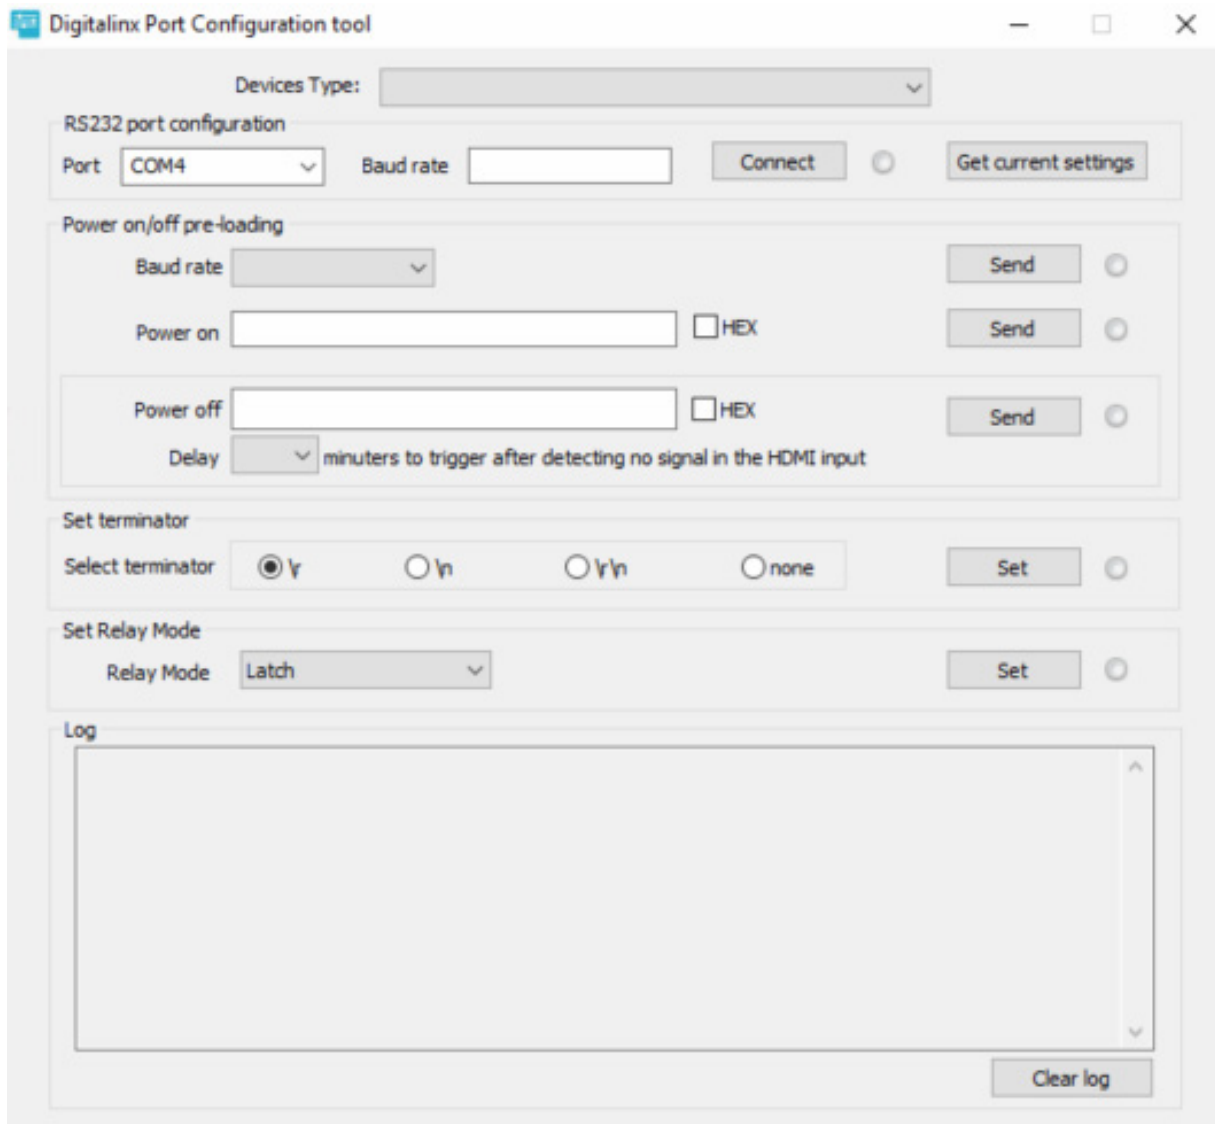 Digitalinx Port Configuration tool
Devices Type:
RS232 port configuration
Port COM4 Baud rate Connect Get current settings
Power on/off pre-loading
Baud rate Send
Power on HEX Send
Power off HEX Send
Delay minuters to trigger after detecting no signal in the HDMI input
Set terminator
Select terminator \r \n \r\n none Set
Set Relay Mode
Relay Mode Latch Set
Log
Clear log